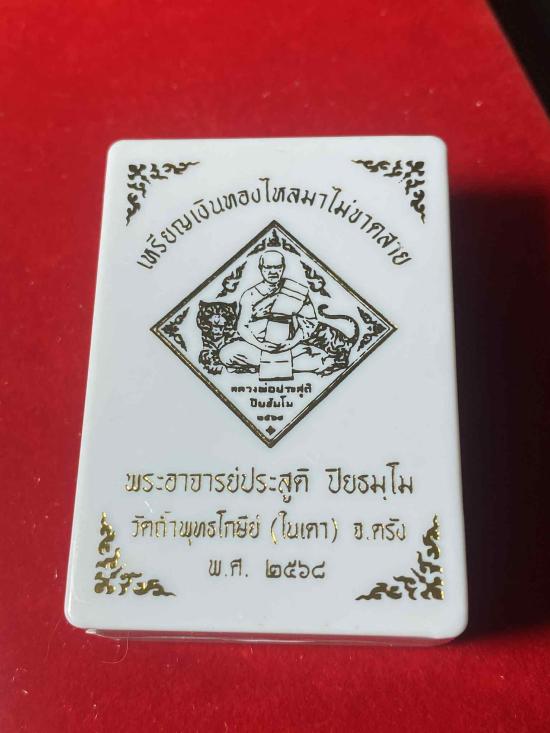 เหรียญเงินทองไหลมาไม่ขาดสาย
หลวงพ่อประสูติ
ปิยธมฺโม
๒๕๖๘
พระอาจารย์ประสูติ ปิยธมฺโม
วัดถ้ำพุทธโกษีย์ (ในเตา) จ.ตรัง
พ.ศ. ๒๕๖๘